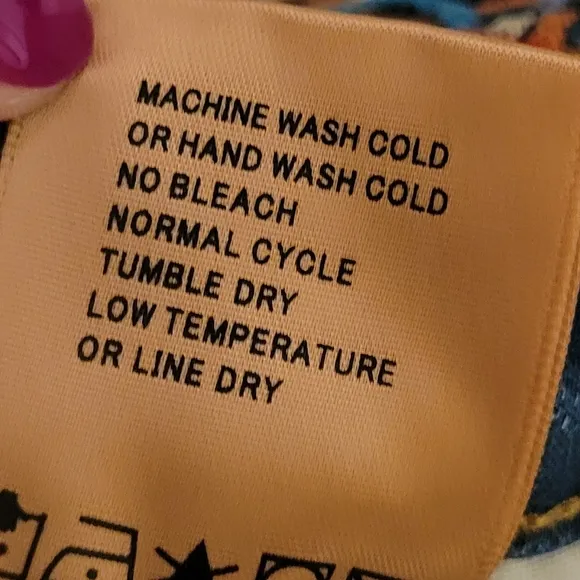 MACHINE WASH COLD
OR HAND WASH COLD
NO BLEACH
NORMAL CYCLE
TUMBLE DRY
LOW TEMPERATURE
OR LINE DRY